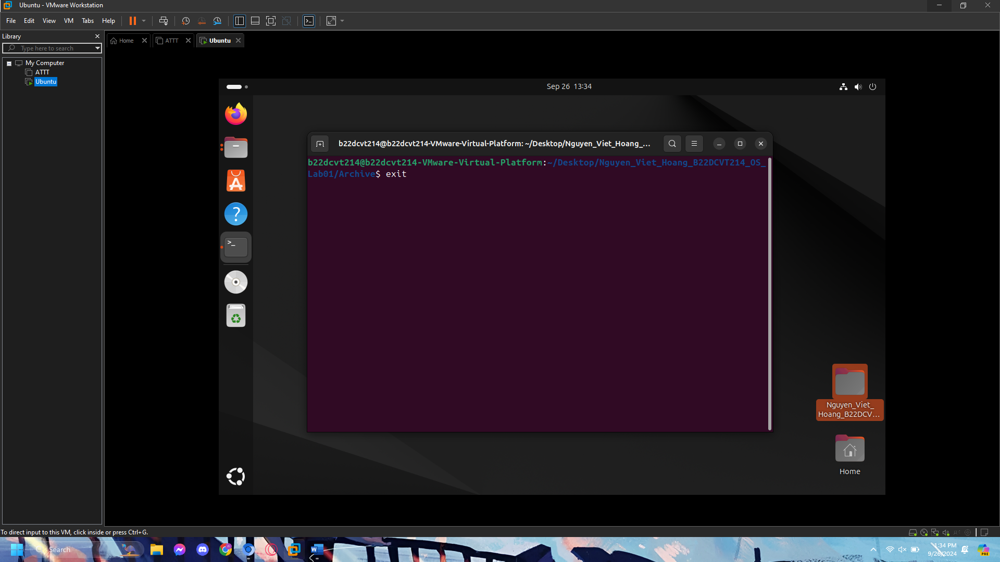 Ubuntu - VMware Workstation
File Edit View VM Tabs Help
Library
Type here to search
My Computer
ATTT
Ubuntu
Home
ATTT
Ubuntu
Sep 26 13:34
b22dcvt214@b22dcvt214-VMware-Virtual-Platform: ~/Desktop/Nguyen_Viet_Hoang_...
b22dcvt214@b22dcvt214-VMware-Virtual-Platform:~/Desktop/Nguyen_Viet_Hoang_B22DCVT214_OS_
Lab01/Archive$ exit
>_
?
Nguyen_Viet_
Hoang_B22DCV...
Home
To direct input to this VM, click inside or press Ctrl+G.
Search
W
1:34 PM
9/26/2024
PRE